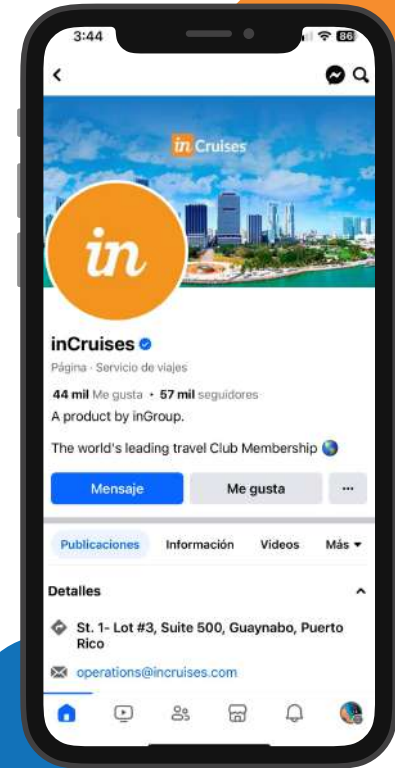 3:44
86
in Cruises
in
inCruises
Página · Servicio de viajes
44 mil Me gusta • 57 mil seguidores
A product by inGroup.
The world's leading travel Club Membership 🌎
Mensaje
Me gusta
Publicaciones
Información
Videos
Más
Detalles
St. 1- Lot #3, Suite 500, Guaynabo, Puerto
Rico
operations@incruises.com